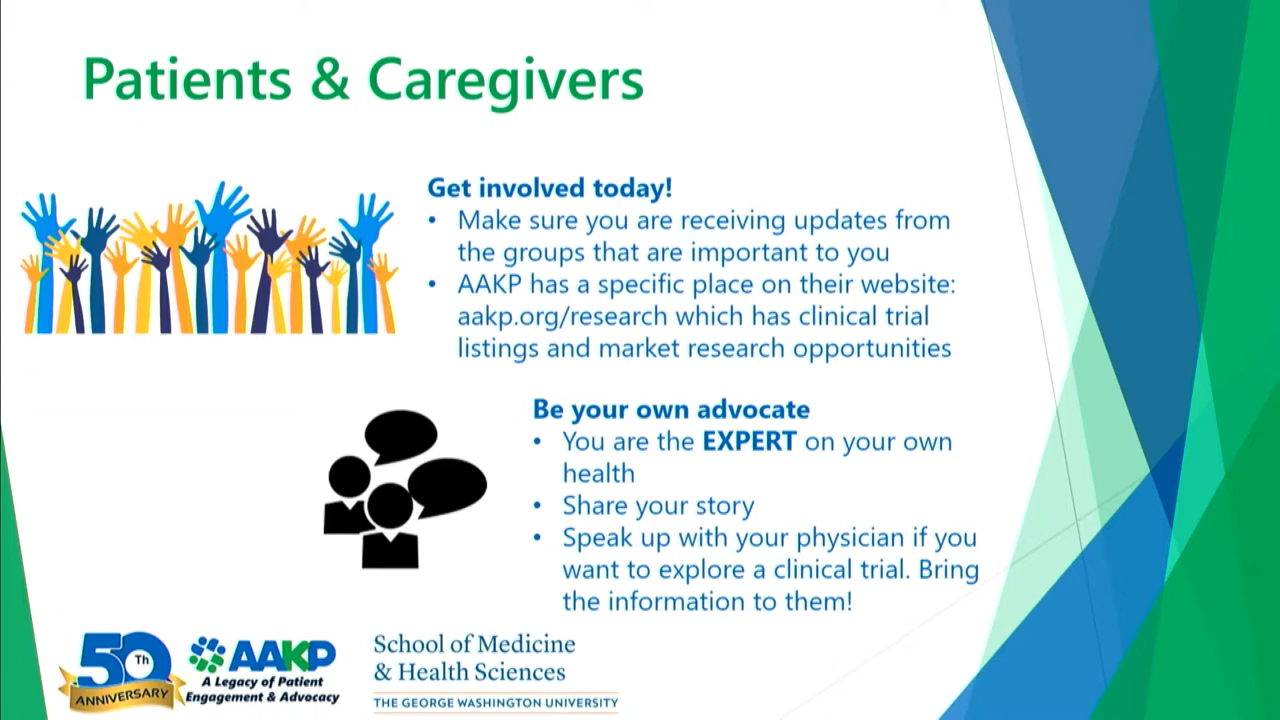 Patients & Caregivers
Get involved today!
• Make sure you are receiving updates from
the groups that are important to you
• AAKP has a specific place on their website:
aakp.org/research which has clinical trial
listings and market research opportunities
Be your own advocate
• You are the EXPERT on your own
health
• Share your story
• Speak up with your physician if you
want to explore a clinical trial. Bring
the information to them!
50Th
ANNIVERSARY
AAKP
A Legacy of Patient
Engagement & Advocacy
School of Medicine
& Health Sciences
THE GEORGE WASHINGTON UNIVERSITY